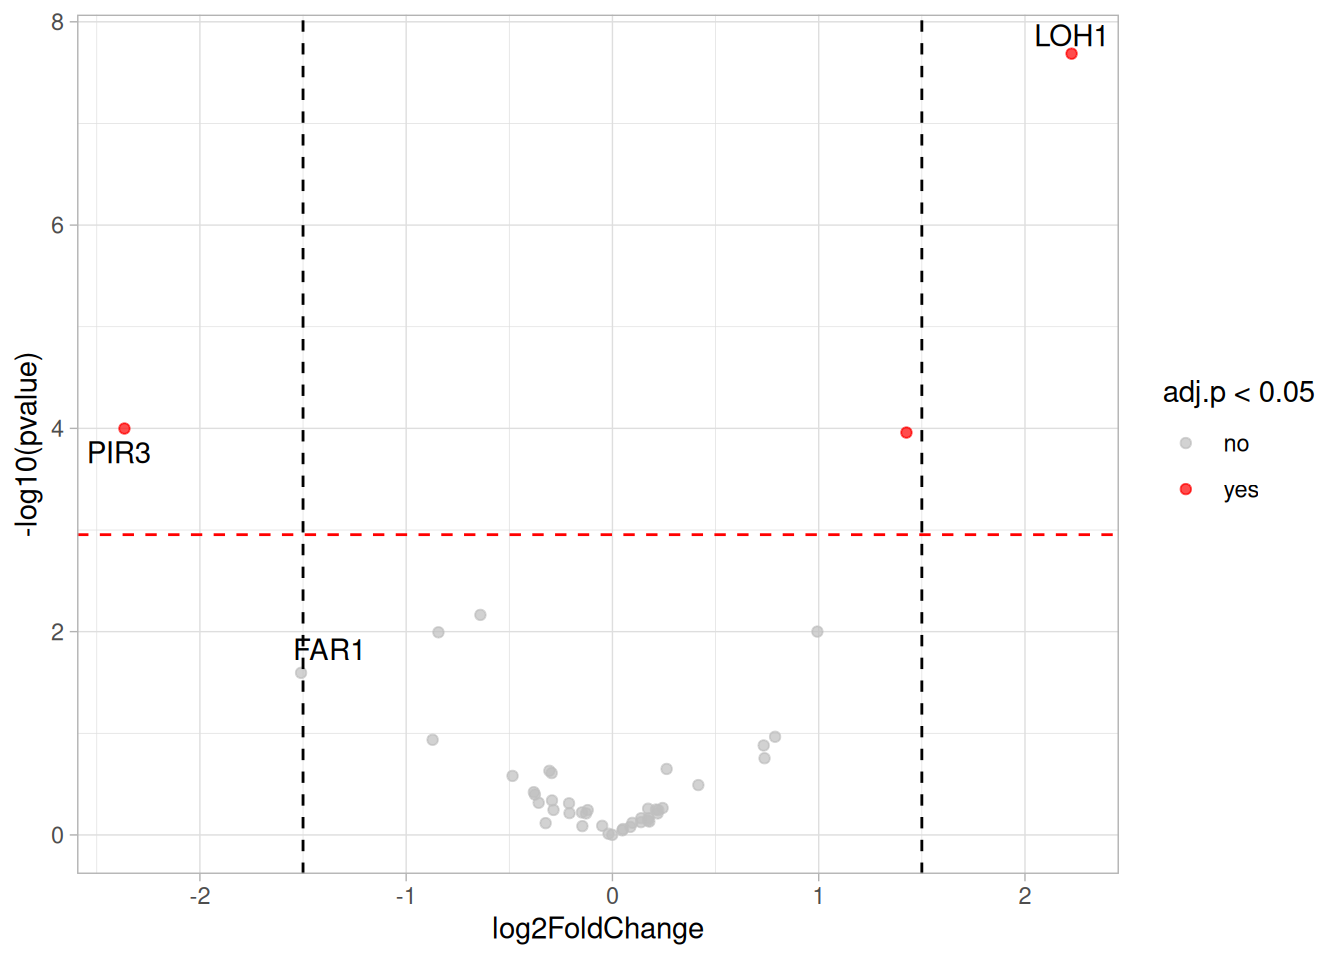 8
LOH1
6
4
PIR3
2
FAR1
0
-2
-1
0
1
2
log2FoldChange
-log10(pvalue)
adj.p < 0.05
no
yes